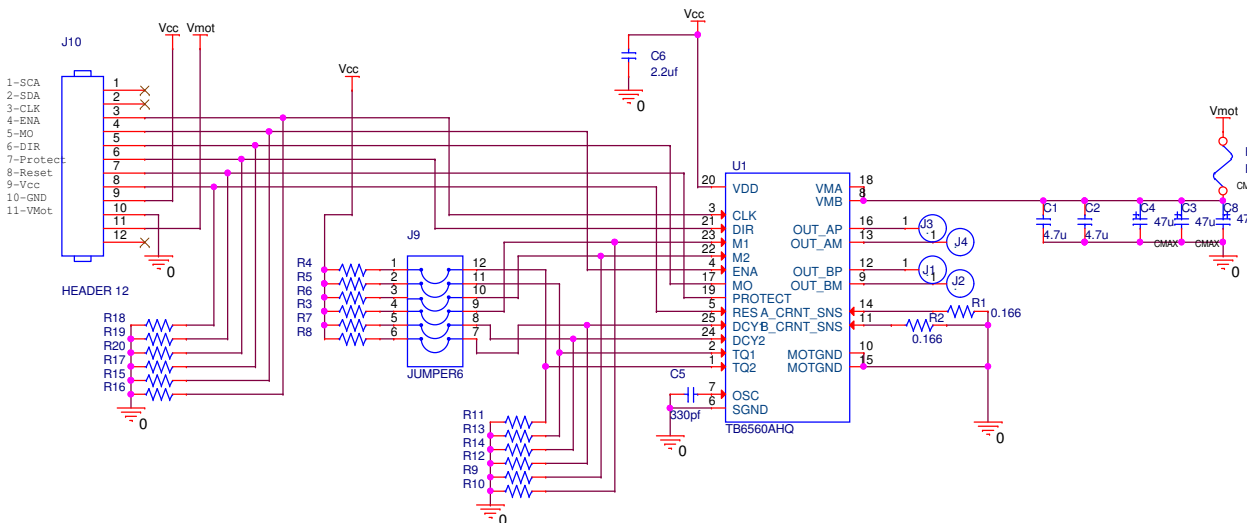 J10
Vcc
Vmot
1-SCA
2-SDA
3-CLK
4-ENA
5-MO
6-DIR
7-Protect
8-Reset
9-Vcc
10-GND
11-VMot
1
2
3
4
5
6
7
8
9
10
11
12
0
HEADER 12
R18
R19
R20
R17
R15
R16
0
Vcc
J9
R4
R5
R6
R3
R7
R8
1
2
3
4
5
6
12
11
10
9
8
7
JUMPER6
R11
R13
R14
R12
R9
R10
0
Vcc
C6
2.2uf
0
U1
20
VDD
3
CLK
21
DIR
23
M1
22
M2
4
ENA
17
MO
19
PROTECT
5
RES
25
DCY1
24
DCY2
2
TQ1
1
TQ2
7
OSC
6
SGND
C5
330pf
0
TB6560AHQ
VMA
18
VMB
8
OUT_AP
16
OUT_AM
13
OUT_BP
12
OUT_BM
9
A_CRNT_SNS
14
B_CRNT_SNS
11
MOTGND
10
MOTGND
15
1
J3
1
J4
1
J1
J2
R1
0.166
R2
0.166
0
Vmot
CM
C1
4.7u
C2
4.7u
C4
47u
CMAX
C3
47u
CMAX
C8
47
0